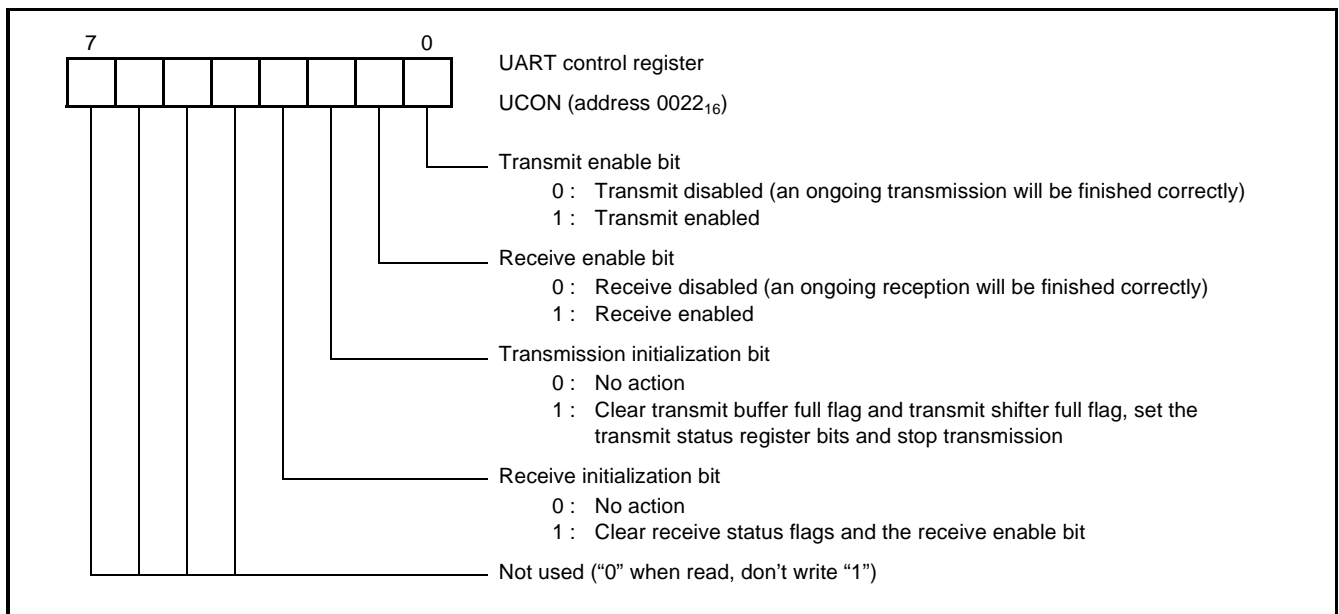 7 0
UART control register
UCON (address 0022₁₆)
Transmit enable bit
0 : Transmit disabled (an ongoing transmission will be finished correctly)
1 : Transmit enabled
Receive enable bit
0 : Receive disabled (an ongoing reception will be finished correctly)
1 : Receive enabled
Transmission initialization bit
0 : No action
1 : Clear transmit buffer full flag and transmit shifter full flag, set the
transmit status register bits and stop transmission
Receive initialization bit
0 : No action
1 : Clear receive status flags and the receive enable bit
Not used (“0” when read, don’t write “1”)